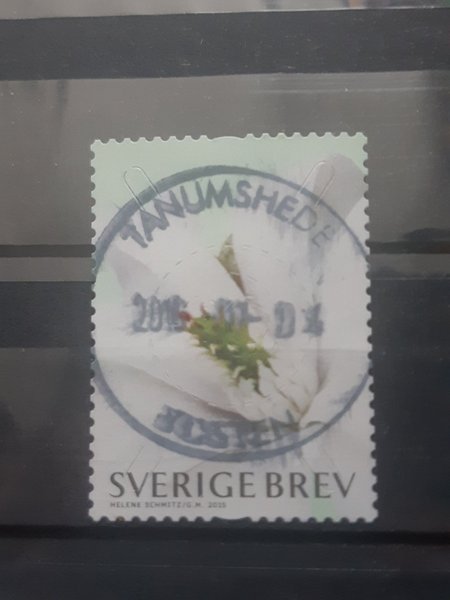 TANUMSHEDE
POSTEN
SVERIGE BREV
HELENE SCHMITZ/G.M. 2015